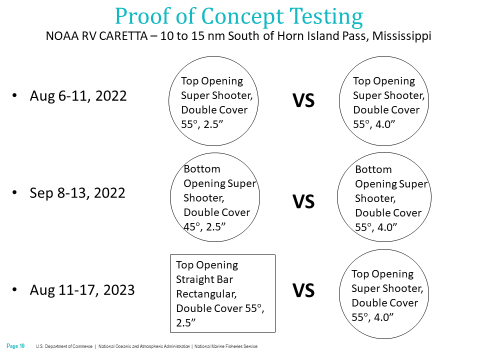 Proof of Concept Testing
NOAA RV CARETTA – 10 to 15 nm South of Horn Island Pass, Mississippi
• Aug 6-11, 2022
Top Opening
Super Shooter,
Double Cover
55°, 2.5”
VS
Top Opening
Super Shooter,
Double Cover
55°, 4.0”
• Sep 8-13, 2022
Bottom
Opening Super
Shooter,
Double Cover
45°, 2.5”
VS
Bottom
Opening Super
Shooter,
Double Cover
55°, 4.0”
• Aug 11-17, 2023
Top Opening
Straight Bar
Rectangular,
Double Cover 55°,
2.5”
VS
Top Opening
Super Shooter,
Double Cover
55°, 4.0”
Page 10 U.S. Department of Commerce | National Oceanic and Atmospheric Administration | National Marine Fisheries Service